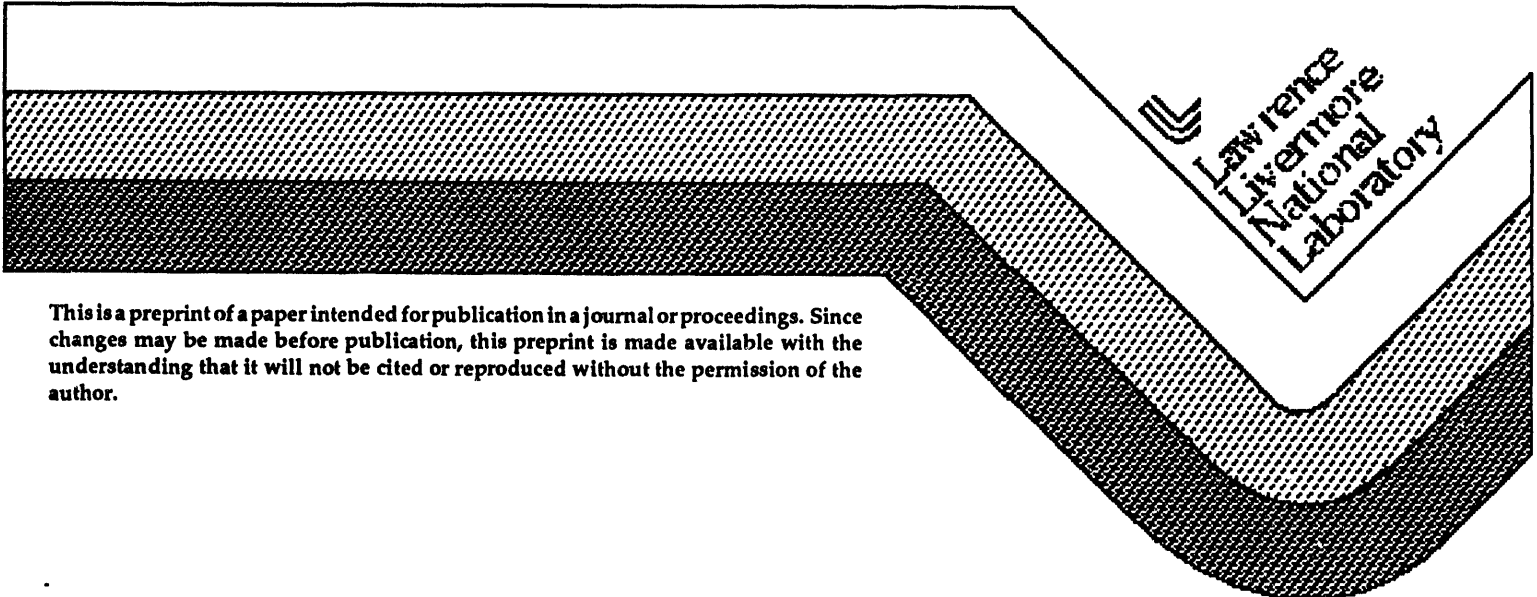 Lawrence
Livermore
National
Laboratory
This is a preprint of a paper intended for publication in a journal or proceedings. Since
changes may be made before publication, this preprint is made available with the
understanding that it will not be cited or reproduced without the permission of the
author.